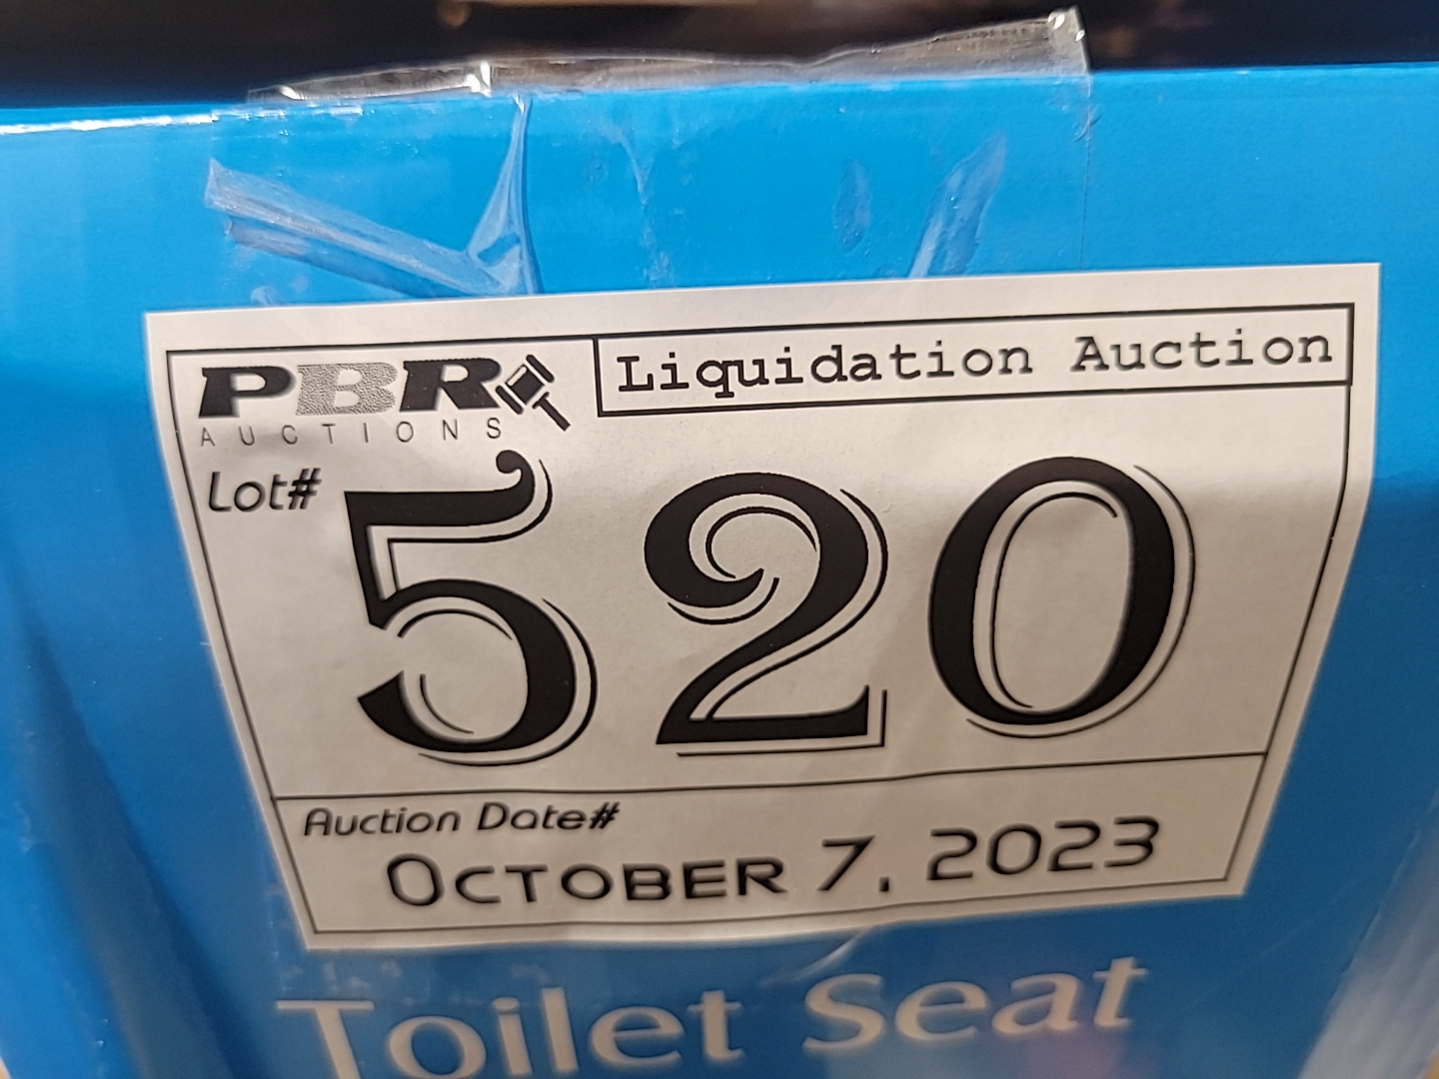 PBR
AUCTIONS
Liquidation Auction
Lot# 520
Auction Date#
OCTOBER 7, 2023
Toilet Seat